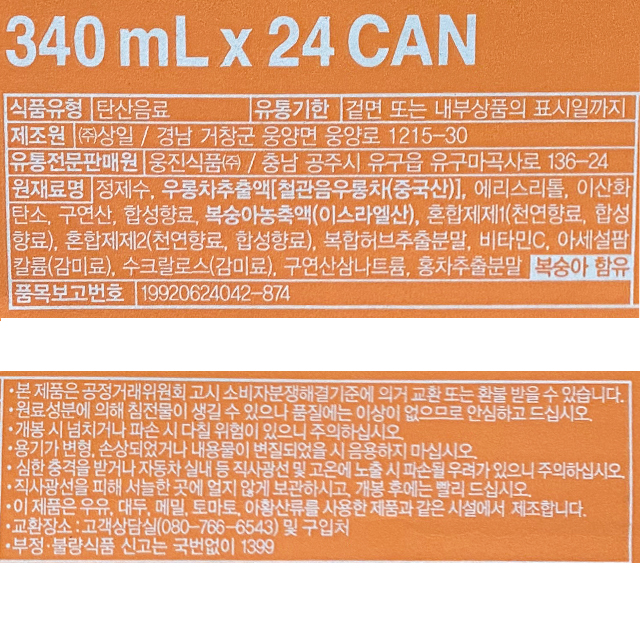 340 mL x 24 CAN
식품유형 탄산음료 유통기한 겉면 또는 내부상품의 표시일까지
제조원 ㈜상일 / 경남 거창군 웅양면 웅양로 1215-30
유통전문판매원 웅진식품㈜ / 충남 공주시 유구읍 유구마곡사로 136-24
원재료명 정제수, 우롱차추출액[철관음우롱차(중국산)], 에리스리톨, 이산화
탄소, 구연산, 합성향료, 복숭아농축액(이스라엘산), 혼합제제1(천연향료, 합성
향료), 혼합제제2(천연향료, 합성향료), 복합허브추출분말, 비타민C, 아세설팜
칼륨(감미료), 수크랄로스(감미료), 구연산삼나트륨, 홍차추출분말 복숭아 함유
품목보고번호 19920624042-874
•본 제품은 공정거래위원회 고시 소비자분쟁해결기준에 의거 교환 또는 환불 받을 수 있습니다.
•원료성분에 의해 침전물이 생길 수 있으나 품질에는 이상이 없으므로 안심하고 드십시오.
•개봉 시 넘치거나 파손 시 다칠 위험이 있으니 주의하십시오.
용기가 변형, 손상되었거나 내용물이 변질되었을 시 음용하지 마십시오.
•심한 충격을 받거나 자동차 실내 등 직사광선 및 고온에 노출 시 파손될 우려가 있으니 주의하십시오.
•직사광선을 피해 서늘한 곳에 얼지 않게 보관하시고, 개봉 후에는 빨리 드십시오.
•이 제품은 우유, 대두, 메밀, 토마토, 아황산류를 사용한 제품과 같은 시설에서 제조합니다.
•교환장소 : 고객상담실(080-766-6543) 및 구입처
•부정·불량식품 신고는 국번없이 1399